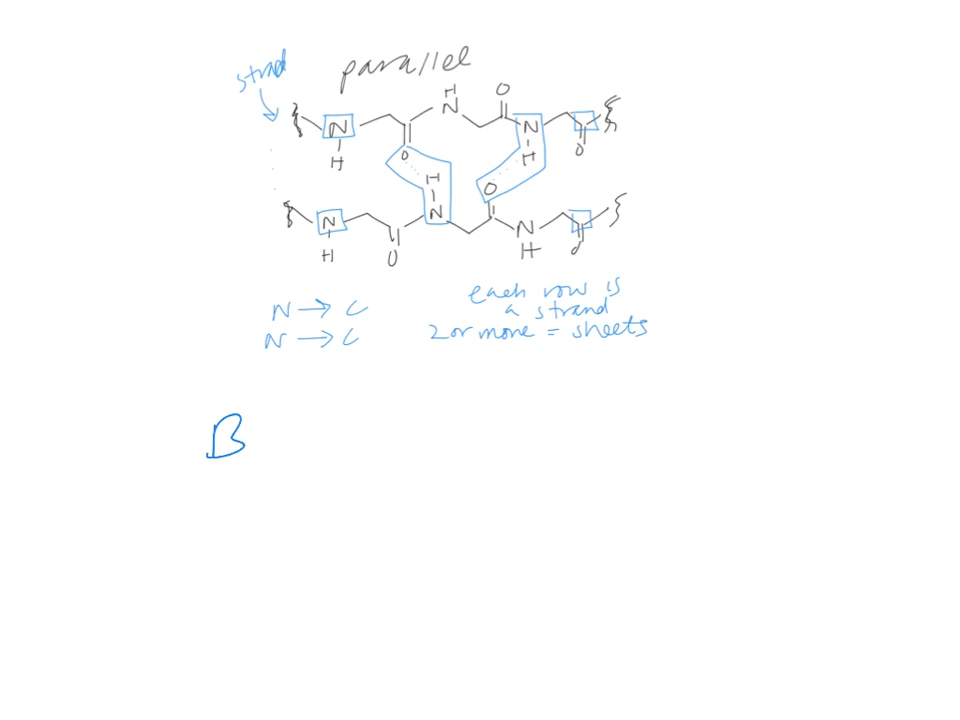 strand
parallel
H
N
O
N
N
H
O
H
O
H
O
N
N
N
H
O
H
O
N → C
N → C
each row is
a strand
2 or more = sheets
B